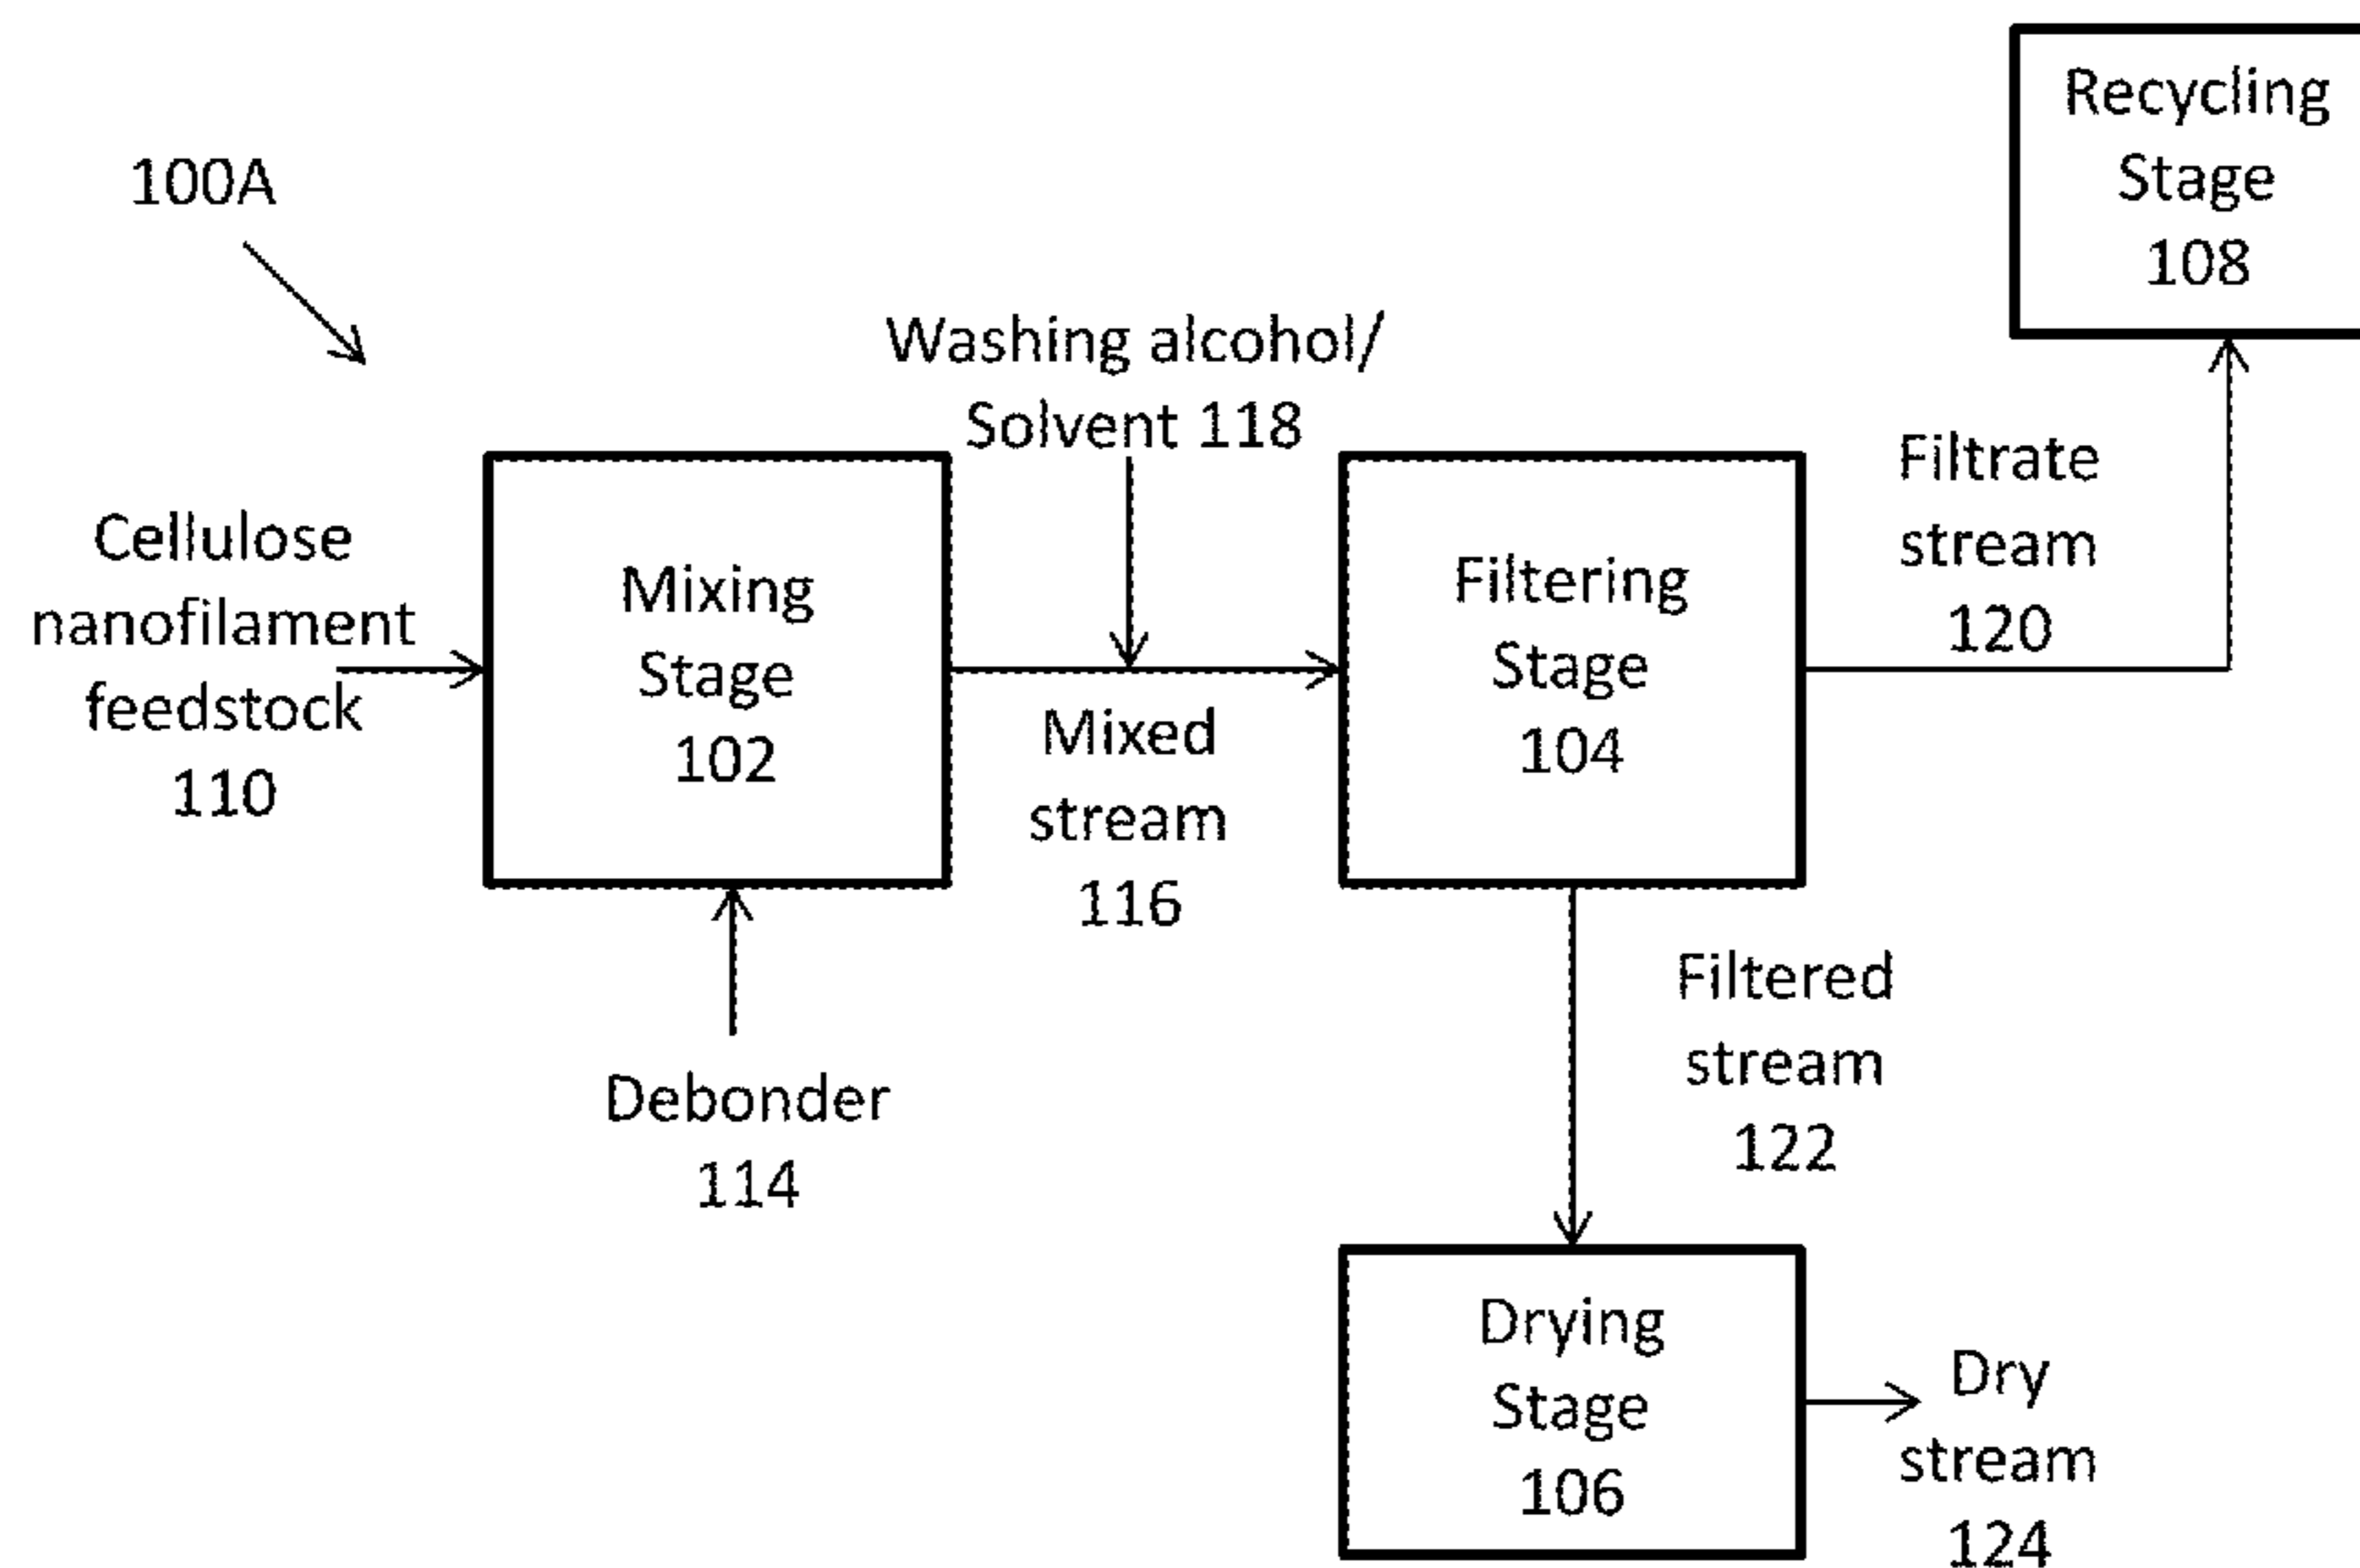 100A
Recycling
Stage
108
Washing alcohol/
Solvent 118
Cellulose
nanofilament
feedstock
110
Mixing
Stage
102
Mixed
stream
116
Filtering
Stage
104
Filtrate
stream
120
Debonder
114
Filtered
stream
122
Drying
Stage
106
Dry
stream
124